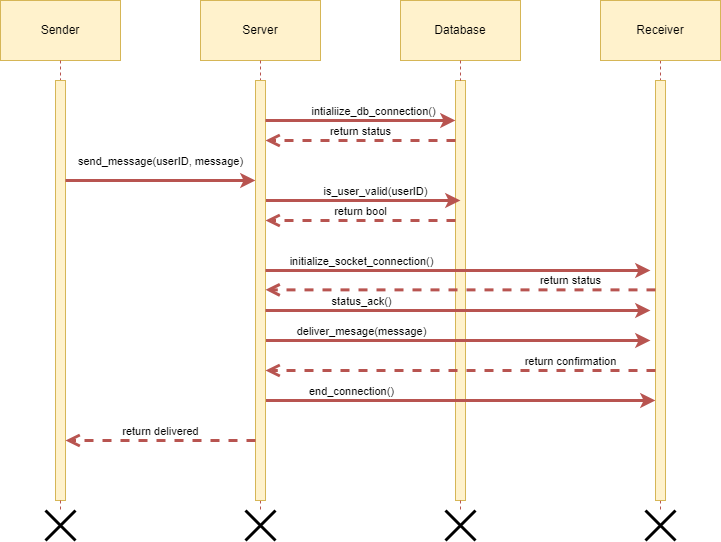 Sender
Server
Database
Receiver
intialiize_db_connection()
return status
send_message(userID, message)
is_user_valid(userID)
return bool
initialize_socket_connection()
return status
status_ack()
deliver_mesage(message)
return confirmation
end_connection()
return delivered